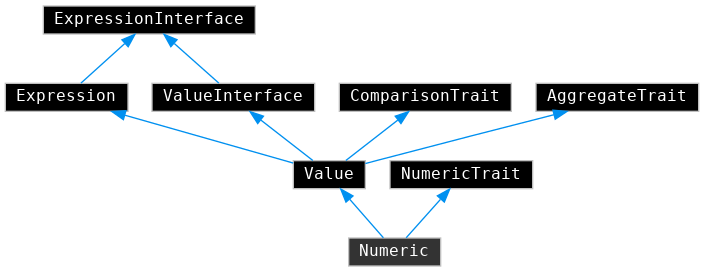 ExpressionInterface
Expression
ValueInterface
ComparisonTrait
AggregateTrait
Value
NumericTrait
Numeric